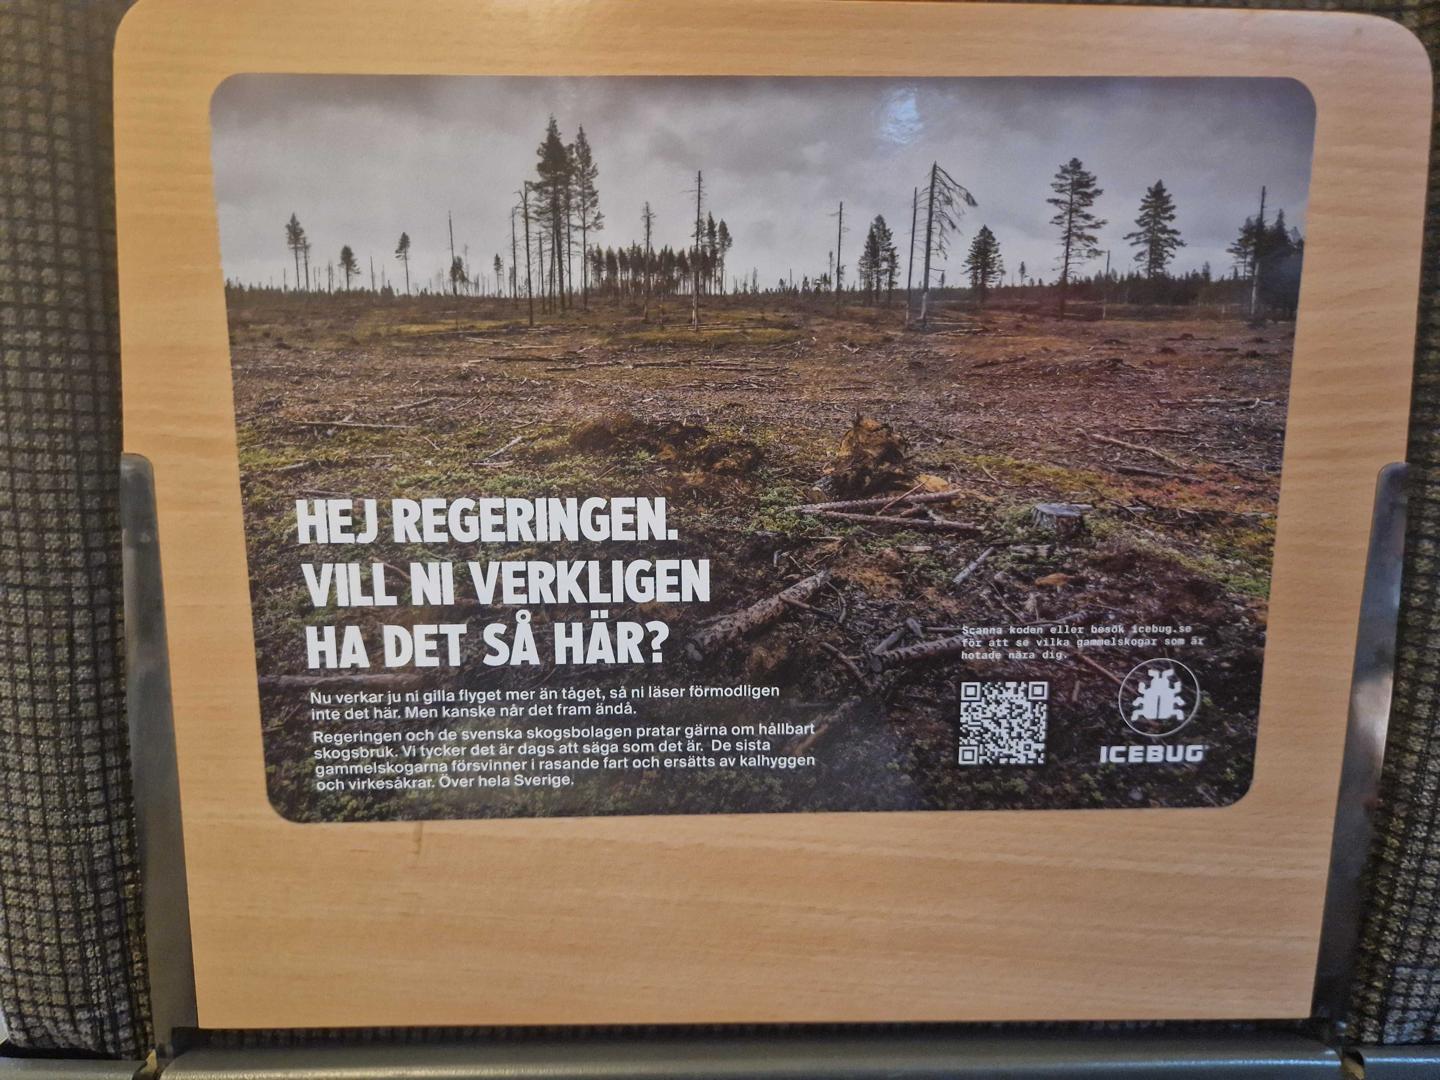 HEJ REGERINGEN.
VILL NI VERKLIGEN
HA DET SÅ HÄR?
Nu verkar ju ni gilla flyget mer än tåget, så ni läser förmodligen
inte det här. Men kanske når det fram ändå.
Regeringen och de svenska skogsbolagen pratar gärna om hållbart
skogsbruk. Vi tycker det är dags att säga som det är. De sista
gammelskogarna försvinner i rasande fart och ersätts av kalhyggen
och virkesåkrar. Över hela Sverige.
Scanna koden eller besök icebug.se
för att se vilka gammelskogar som är
hotade nära dig.
ICEBUG